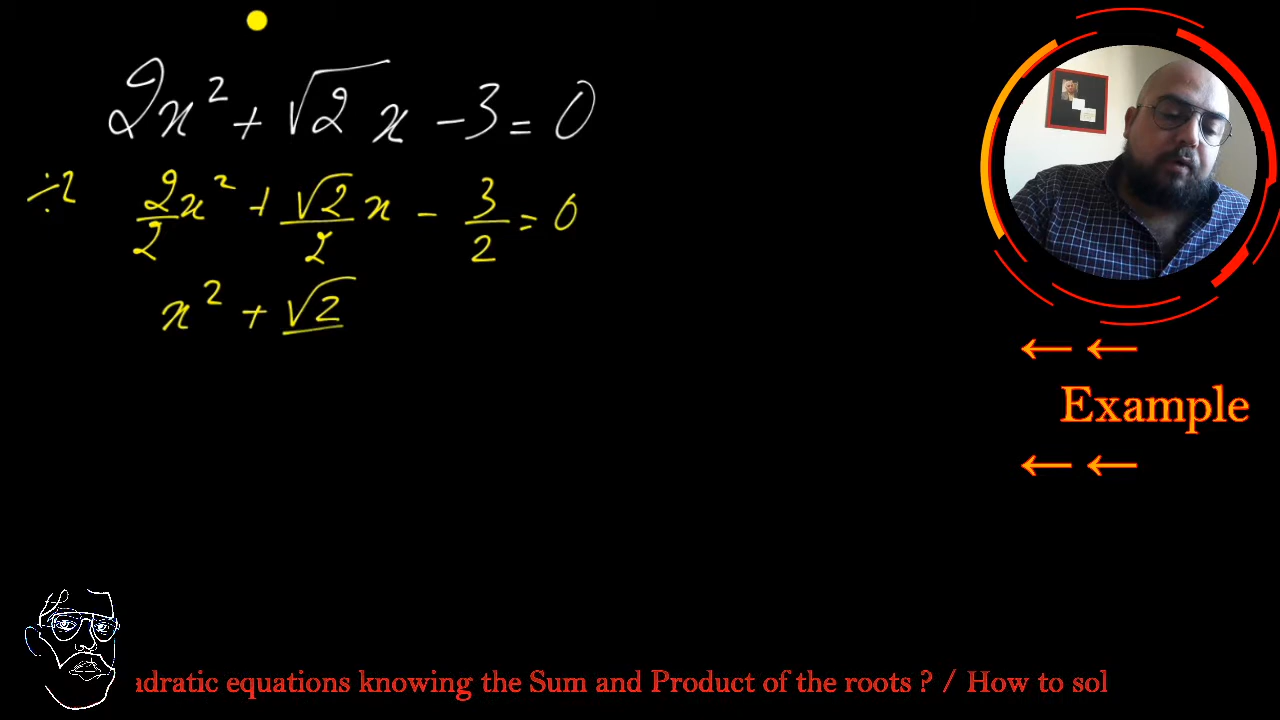 2x² + √2 x - 3 = 0
÷2 2x²/2 + √2/2 x - 3/2 = 0
x² + √2
← ←
Example
← ←
adratic equations knowing the Sum and Product of the roots ? / How to sol